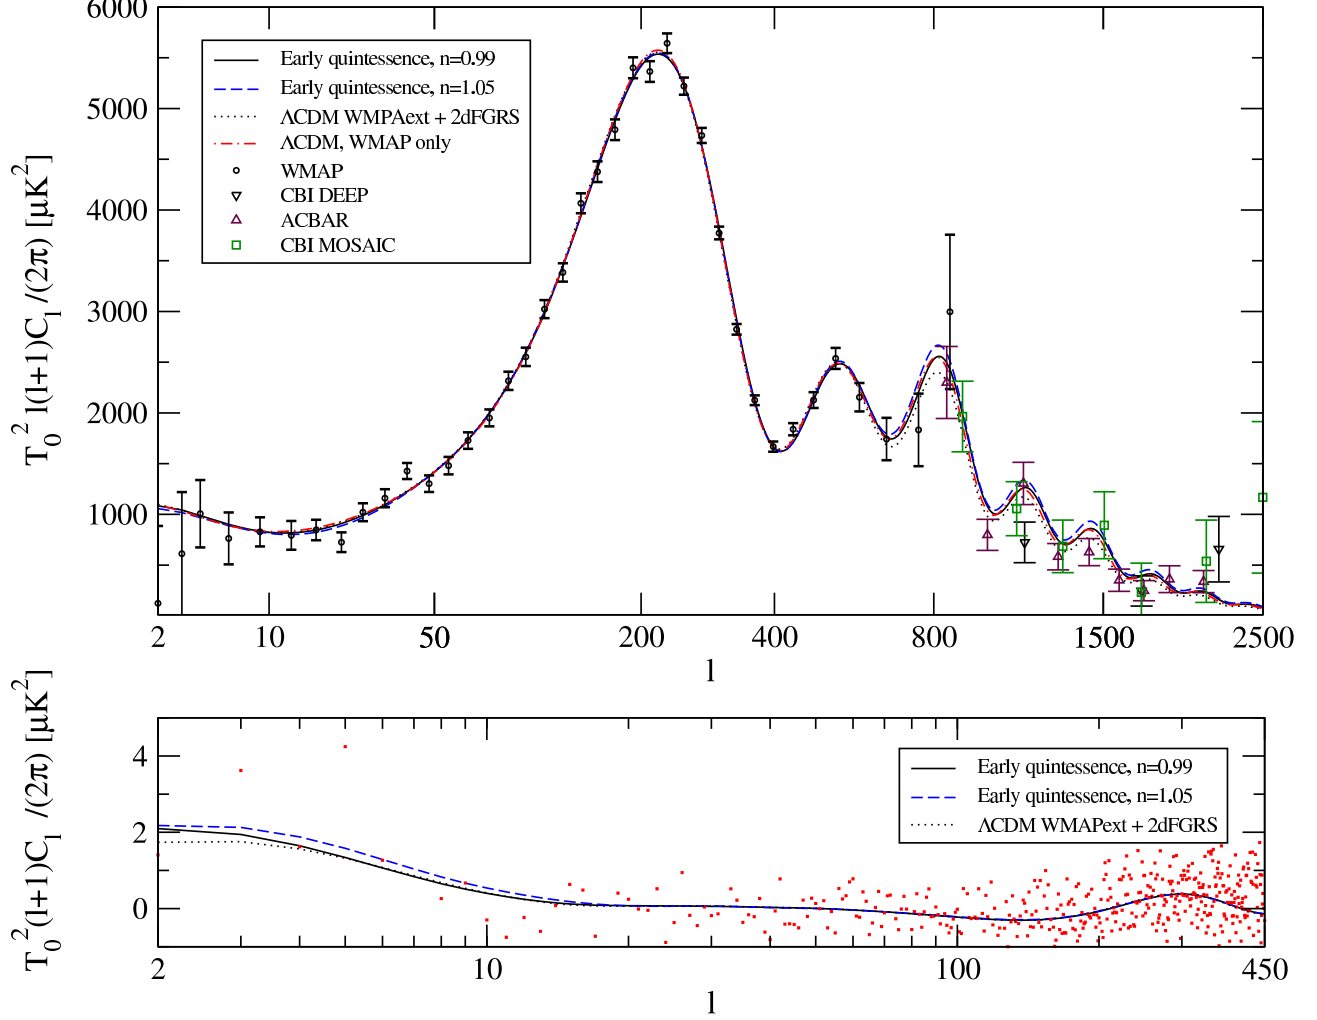 6000
5000
4000
3000
2000
1000
T₀² l(l+1)C_l /(2π) [μK²]
Early quintessence, n=0.99
Early quintessence, n=1.05
ΛCDM WMPAext + 2dFGRS
ΛCDM, WMAP only
WMAP
CBI DEEP
ACBAR
CBI MOSAIC
2 10 50 200 400 800 1500 2500
l
4
2
0
T₀²(l+1)C_l /(2π) [μK²]
Early quintessence, n=0.99
Early quintessence, n=1.05
ΛCDM WMAPext + 2dFGRS
2 10 100 450
l